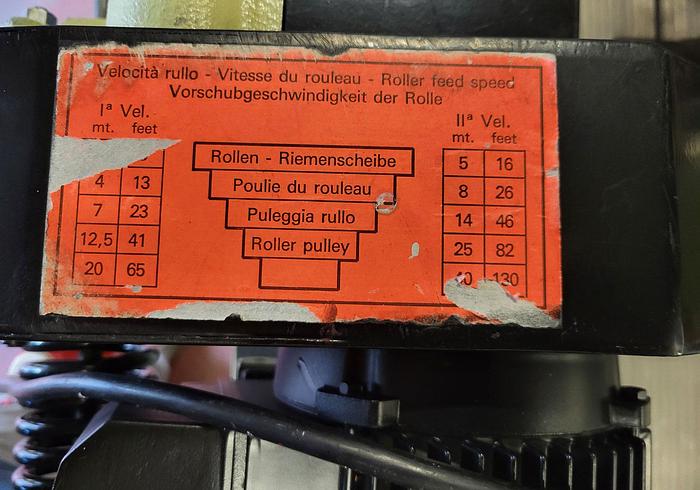 Velocità rullo - Vitesse du rouleau - Roller feed speed
Vorschubgeschwindigkeit der Rolle
Iª Vel.
mt. feet
4 13
7 23
12,5 41
20 65
Rollen - Riemenscheibe
Poulie du rouleau
Puleggia rullo
Roller pulley
IIª Vel.
mt. feet
5 16
8 26
14 46
25 82
40 130